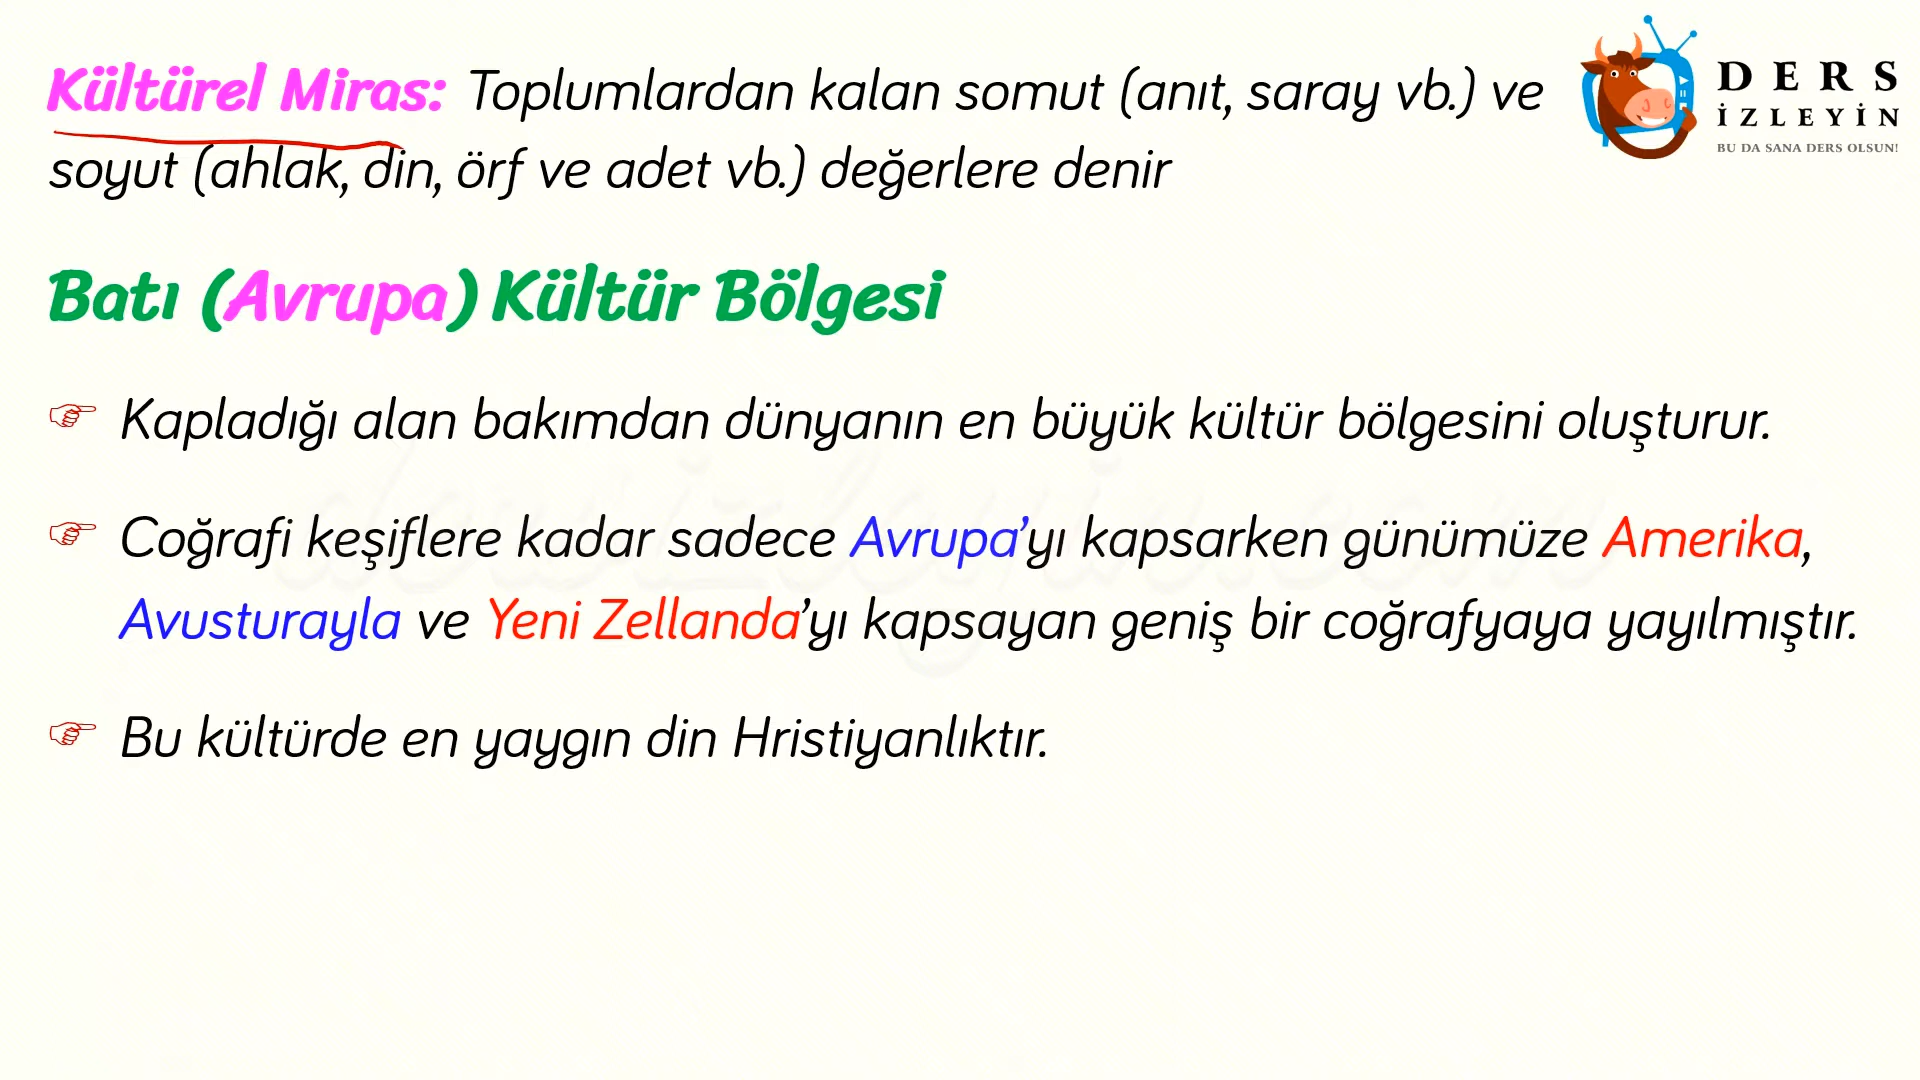 Kültürel Miras: Toplumlardan kalan somut (anıt, saray vb.) ve
soyut (ahlak, din, örf ve adet vb.) değerlere denir
DERS
İZLEYİN
BU DA SANA DERS OLSUN!
Batı (Avrupa) Kültür Bölgesi
☞ Kapladığı alan bakımdan dünyanın en büyük kültür bölgesini oluşturur.
☞ Coğrafi keşiflere kadar sadece Avrupa’yı kapsarken günümüze Amerika,
Avusturayla ve Yeni Zellanda’yı kapsayan geniş bir coğrafyaya yayılmıştır.
☞ Bu kültürde en yaygın din Hristiyanlıktır.
dersizleyin.com